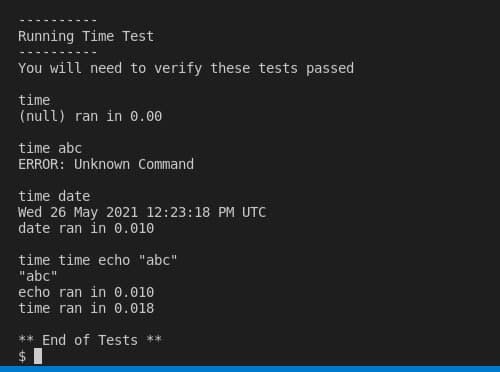 ----------
Running Time Test
----------
You will need to verify these tests passed
time
(null) ran in 0.00
time abc
ERROR: Unknown Command
time date
Wed 26 May 2021 12:23:18 PM UTC
date ran in 0.010
time time echo "abc"
"abc"
echo ran in 0.010
time ran in 0.018
** End of Tests **
$